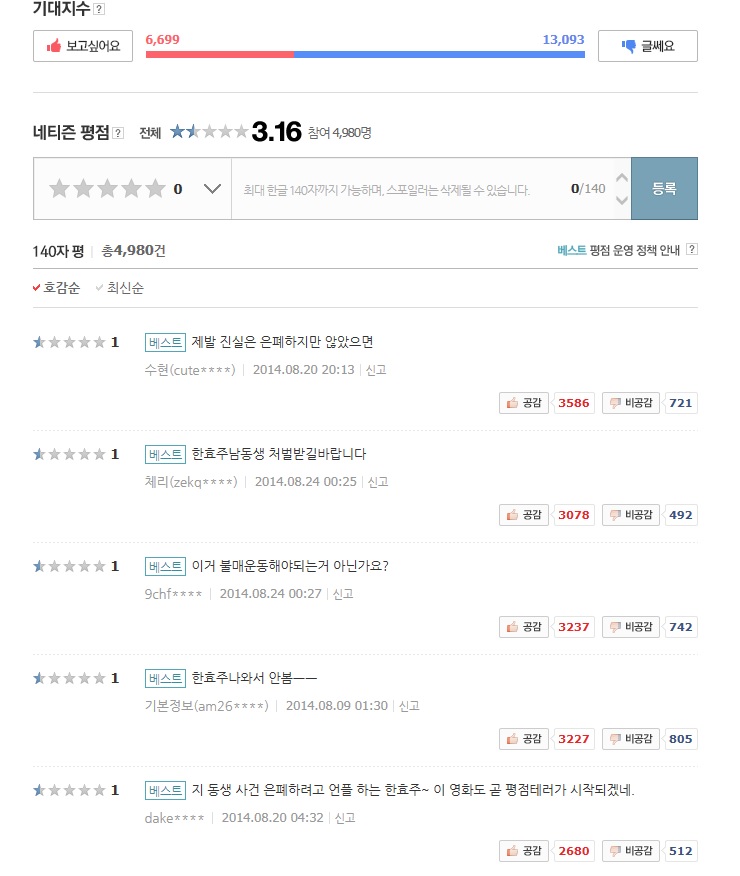 기대지수 ?
보고싶어요 6,699 13,093 글쎄요
네티즌 평점 ? 전체 3.16 참여 4,980명
0 최대 한글 140자까지 가능하며, 스포일러는 삭제될 수 있습니다. 0/140 등록
140자 평 총4,980건 베스트 평점 운영 정책 안내 ?
호감순 최신순
1 베스트 제발 진실은 은폐하지만 않았으면
수현(cute****) 2014.08.20 20:13 신고
공감 3586 비공감 721
1 베스트 한효주남동생 처벌받길바랍니다
체리(zekq****) 2014.08.24 00:25 신고
공감 3078 비공감 492
1 베스트 이거 불매운동해야되는거 아닌가요?
9chf**** 2014.08.24 00:27 신고
공감 3237 비공감 742
1 베스트 한효주나와서 안봄ㅡㅡ
기본정보(am26****) 2014.08.09 01:30 신고
공감 3227 비공감 805
1 베스트 지 동생 사건 은폐하려고 언플 하는 한효주~ 이 영화도 곧 평점테러가 시작되겠네.
dake**** 2014.08.20 04:32 신고
공감 2680 비공감 512